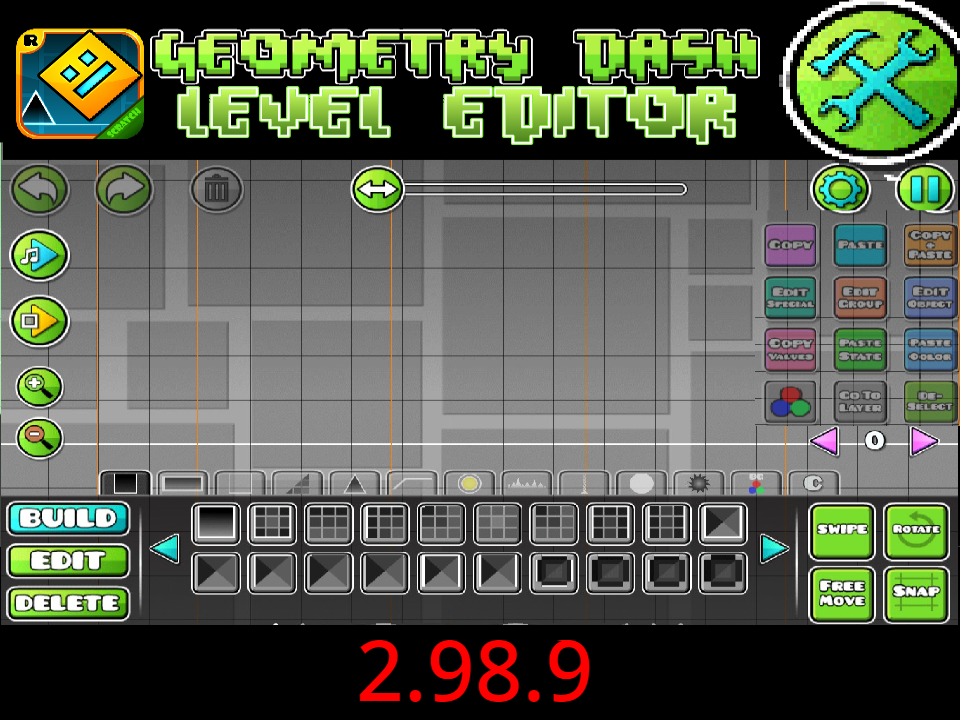 R
GEOMETRY DASH
LEVEL EDITOR
SCRATCH
COPY
PASTE
COPY
+
PASTE
EDIT
SPECIAL
EDIT
GROUP
EDIT
OBJECT
COPY
VALUES
PASTE
STATE
PASTE
COLOR
GO TO
LAYER
DE-
SELECT
0
C
BUILD
EDIT
DELETE
SWIPE
ROTATE
FREE
MOVE
SNAP
2.98.9